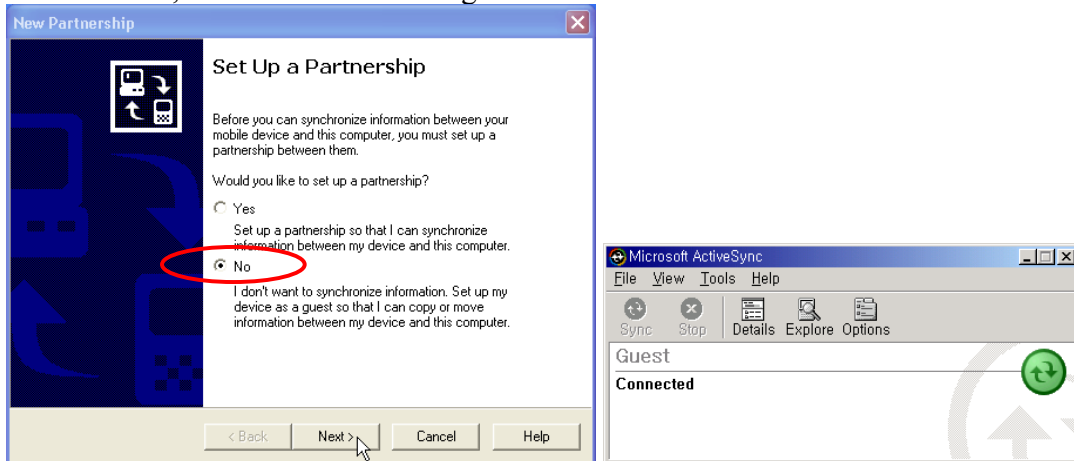 New Partnership
Set Up a Partnership
Before you can synchronize information between your
mobile device and this computer, you must set up a
partnership between them.
Would you like to set up a partnership?
Yes
Set up a partnership so that I can synchronize
information between my device and this computer.
No
I don't want to synchronize information. Set up my
device as a guest so that I can copy or move
information between my device and this computer.
< Back Next > Cancel Help
Microsoft ActiveSync
File View Tools Help
Sync Stop Details Explore Options
Guest
Connected